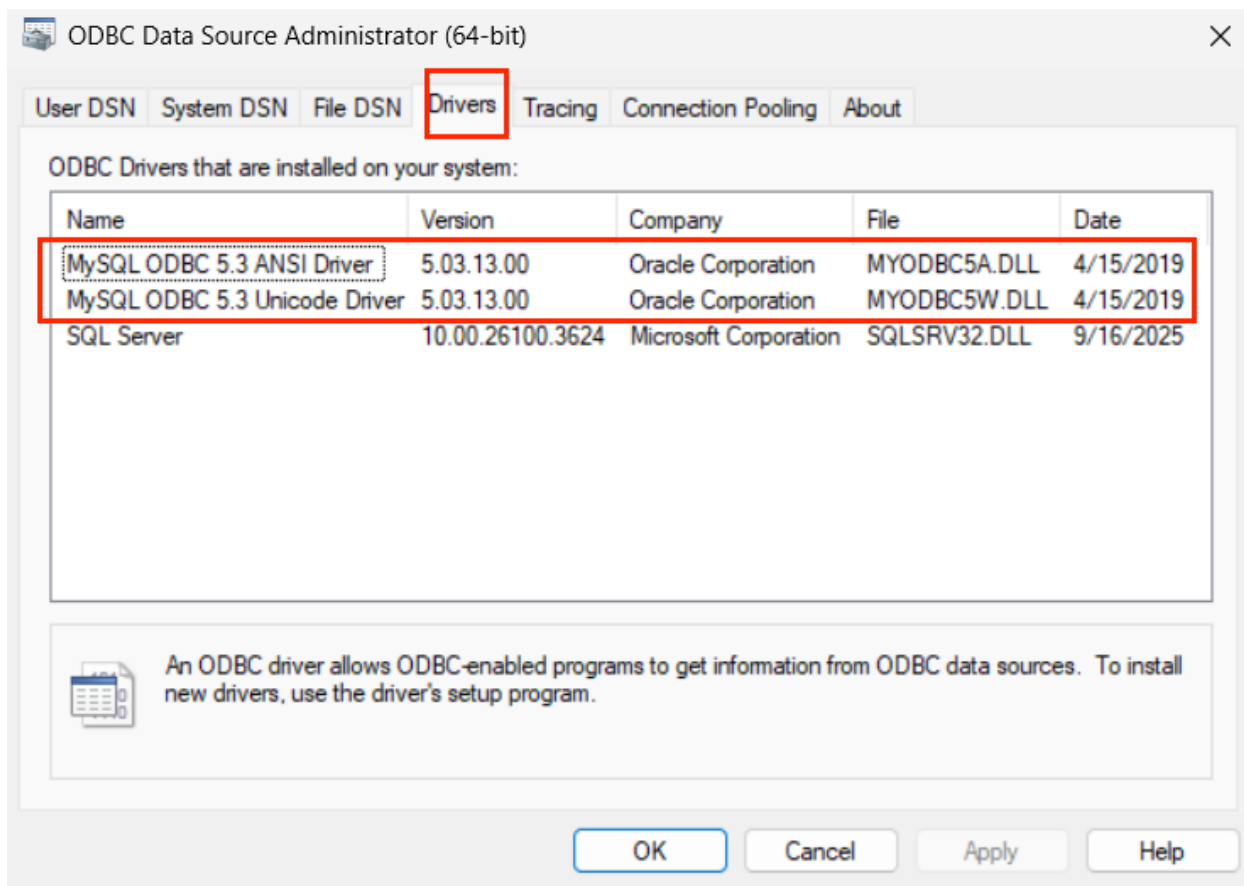 ODBC Data Source Administrator (64-bit)
User DSN System DSN File DSN Drivers Tracing Connection Pooling About
ODBC Drivers that are installed on your system:
Name Version Company File Date
MySQL ODBC 5.3 ANSI Driver 5.03.13.00 Oracle Corporation MYODBC5A.DLL 4/15/2019
MySQL ODBC 5.3 Unicode Driver 5.03.13.00 Oracle Corporation MYODBC5W.DLL 4/15/2019
SQL Server 10.00.26100.3624 Microsoft Corporation SQLSRV32.DLL 9/16/2025
An ODBC driver allows ODBC-enabled programs to get information from ODBC data sources. To install
new drivers, use the driver's setup program.
OK Cancel Apply Help